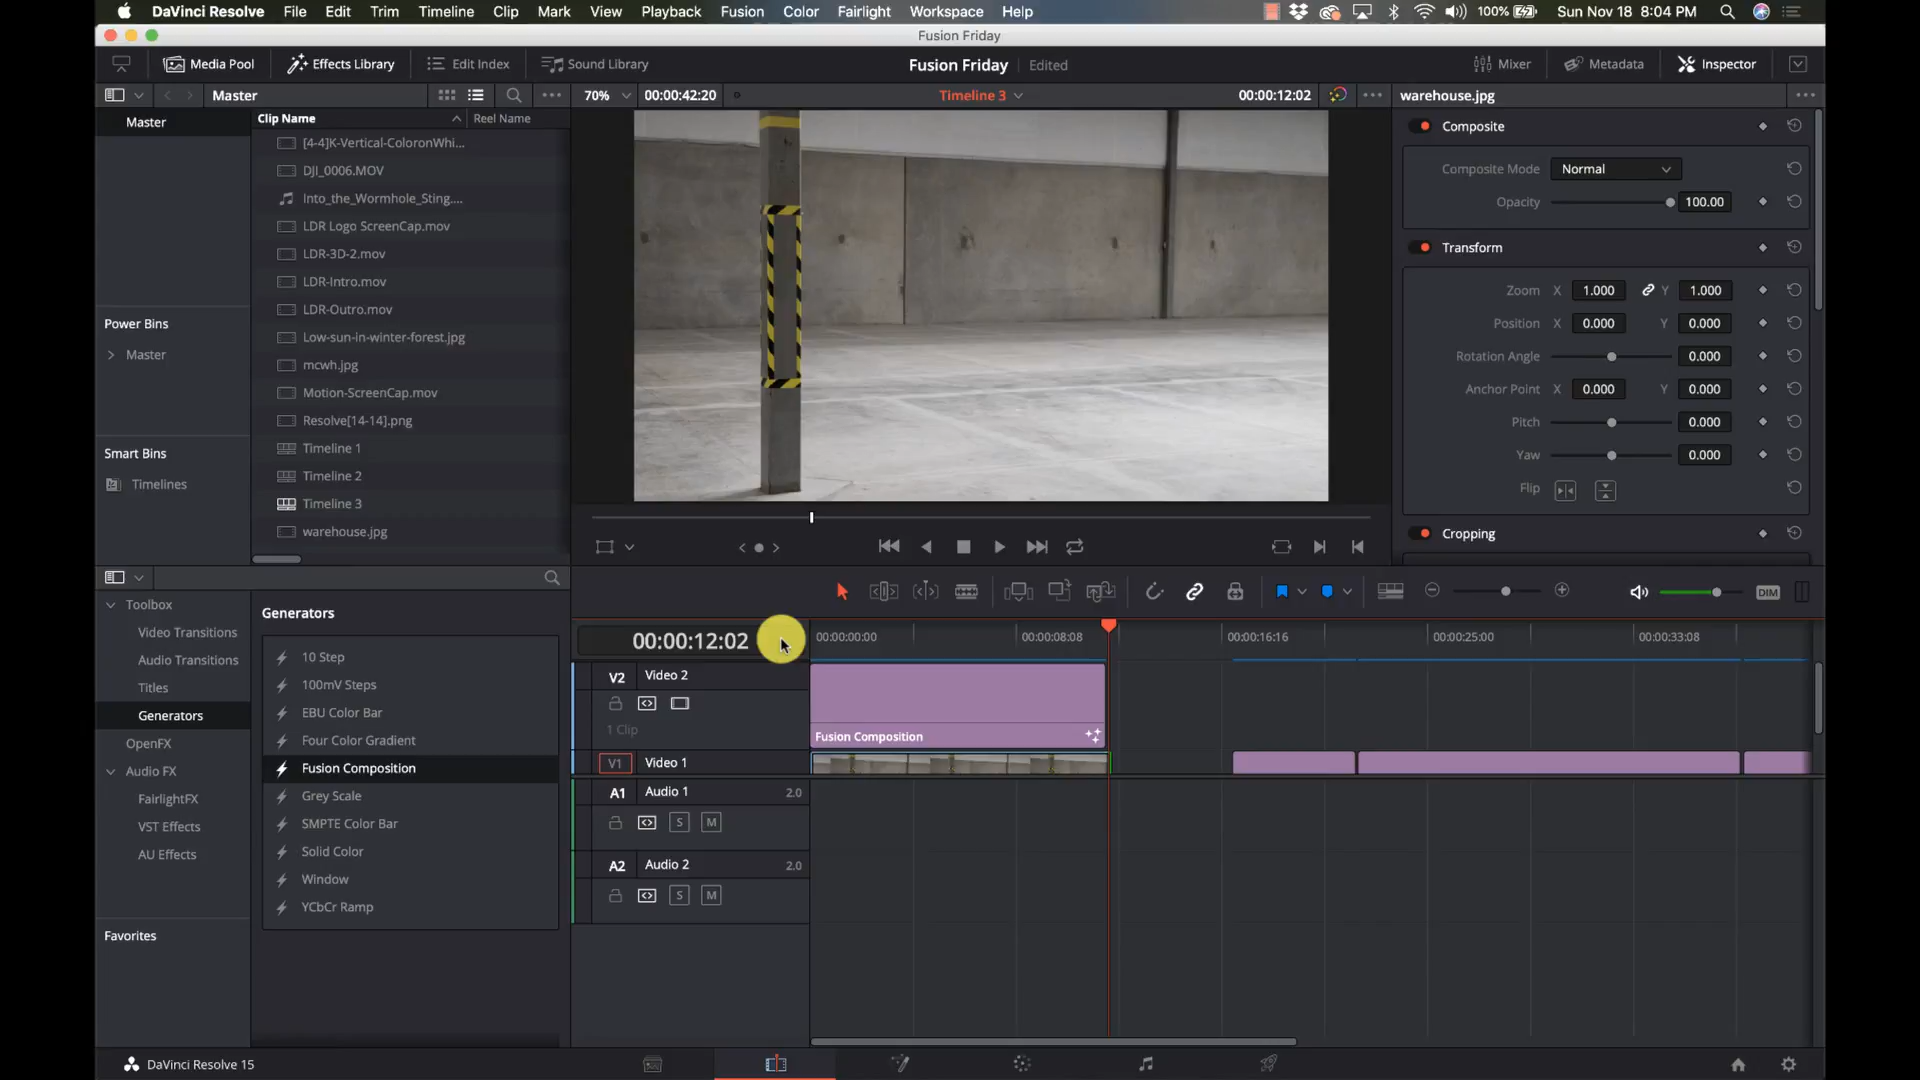 DaVinci Resolve File Edit Trim Timeline Clip Mark View Playback Fusion Color Fairlight Workspace Help 100% Sun Nov 18 8:04 PM
Fusion Friday
Media Pool Effects Library Edit Index Sound Library Fusion Friday Edited Mixer Metadata Inspector
Master 70% 00:00:42:20 Timeline 3 00:00:12:02 warehouse.jpg
Master
Clip Name Reel Name
[4-4]K-Vertical-ColoronWhi...
DJI_0006.MOV
Into_the_Wormhole_Sting....
LDR Logo ScreenCap.mov
LDR-3D-2.mov
LDR-Intro.mov
LDR-Outro.mov
Low-sun-in-winter-forest.jpg
mcwh.jpg
Motion-ScreenCap.mov
Resolve[14-14].png
Timeline 1
Timeline 2
Timeline 3
warehouse.jpg
Power Bins
Master
Smart Bins
Timelines
Composite
Composite Mode Normal
Opacity 100.00
Transform
Zoom X 1.000 Y 1.000
Position X 0.000 Y 0.000
Rotation Angle 0.000
Anchor Point X 0.000 Y 0.000
Pitch 0.000
Yaw 0.000
Flip
Cropping
Toolbox
Video Transitions
Audio Transitions
Titles
Generators
OpenFX
Audio FX
FairlightFX
VST Effects
AU Effects
Favorites
Generators
10 Step
100mV Steps
EBU Color Bar
Four Color Gradient
Fusion Composition
Grey Scale
SMPTE Color Bar
Solid Color
Window
YCbCr Ramp
DIM
00:00:12:02 00:00:00:00 00:00:08:08 00:00:16:16 00:00:25:00 00:00:33:08
V2 Video 2
1 Clip
Fusion Composition
V1 Video 1
A1 Audio 1 2.0
S M
A2 Audio 2 2.0
S M
DaVinci Resolve 15